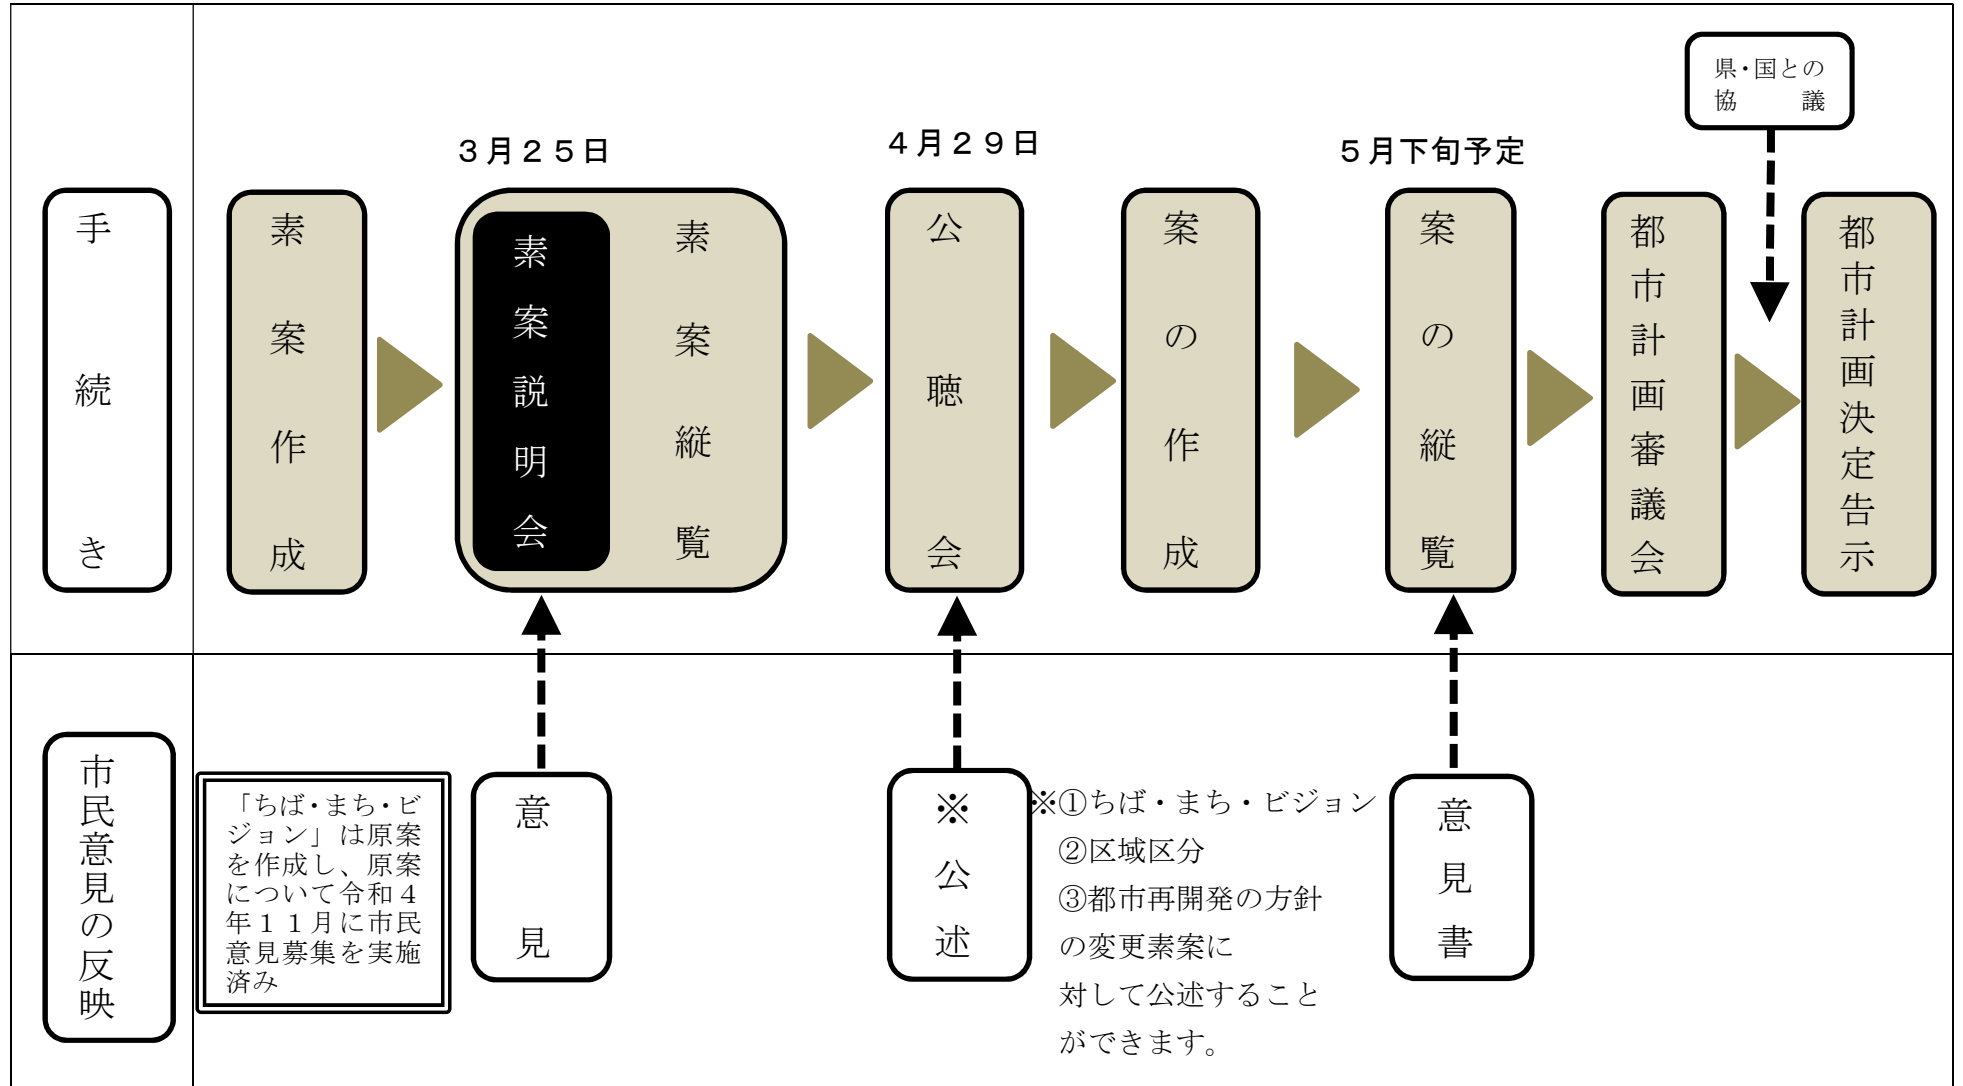 手続き
県・国との
協議
３月２５日
４月２９日
５月下旬予定
素案作成
素案説明会
素案縦覧
公聴会
案の作成
案の縦覧
都市計画審議会
都市計画決定告示
市民意見の反映
「ちば・まち・ビ
ジョン」は原案
を作成し、原案
について令和４
年１１月に市民
意見募集を実施
済み
意見
※公述
※①ちば・まち・ビジョン
②区域区分
③都市再開発の方針
の変更素案に
対して公述すること
ができます。
意見書